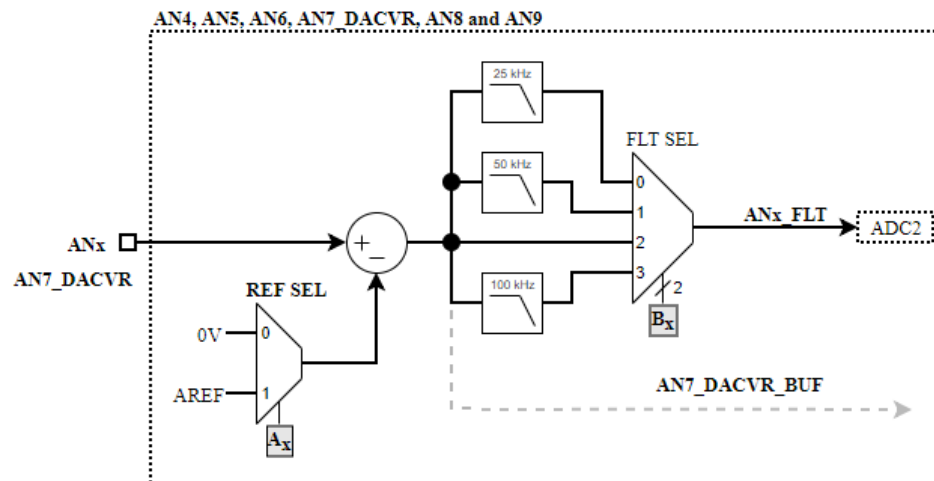 AN4, AN5, AN6, AN7_DACVR, AN8 and AN9
25 kHz
FLT SEL
50 kHz
0
1
ANx
+
−
2
ANx_FLT
ADC2
AN7_DACVR
3
REF SEL
100 kHz
2
0V
0
Bx
AN7_DACVR_BUF
AREF
1
Ax